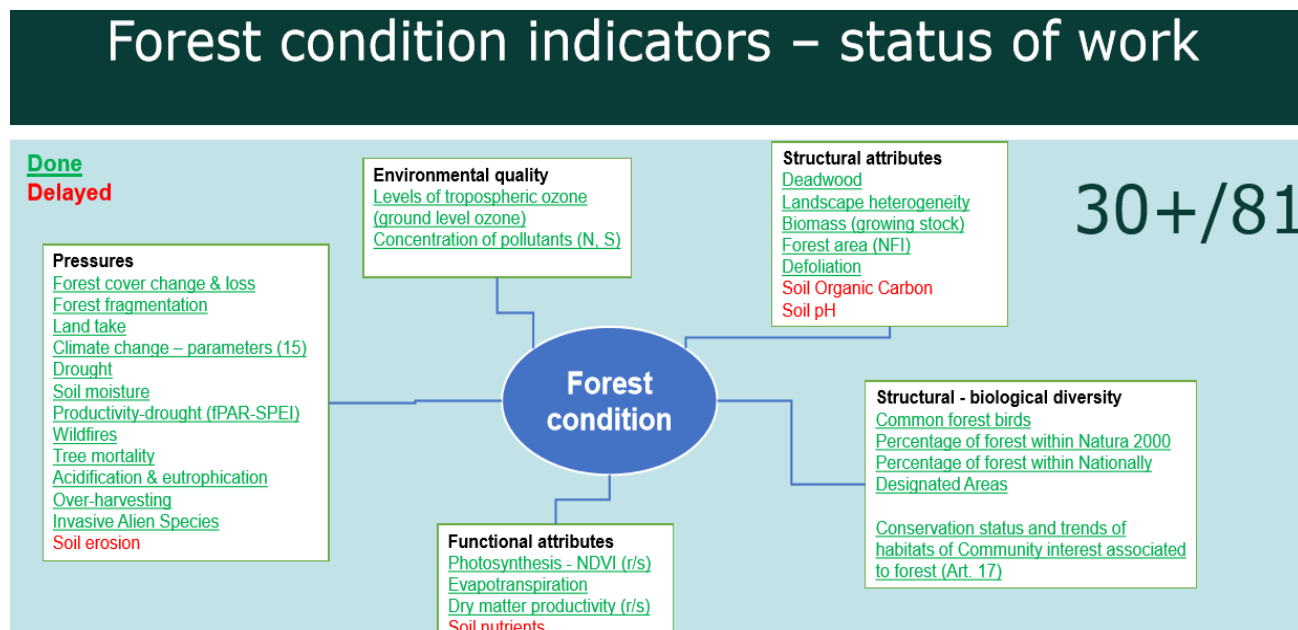 Forest condition indicators – status of work
Done
Delayed
30+/81
Environmental quality
Levels of tropospheric ozone
(ground level ozone)
Concentration of pollutants (N, S)
Structural attributes
Deadwood
Landscape heterogeneity
Biomass (growing stock)
Forest area (NFI)
Defoliation
Soil Organic Carbon
Soil pH
Pressures
Forest cover change & loss
Forest fragmentation
Land take
Climate change – parameters (15)
Drought
Soil moisture
Productivity-drought (fPAR-SPEI)
Wildfires
Tree mortality
Acidification & eutrophication
Over-harvesting
Invasive Alien Species
Soil erosion
Forest
condition
Structural - biological diversity
Common forest birds
Percentage of forest within Natura 2000
Percentage of forest within Nationally
Designated Areas
Conservation status and trends of
habitats of Community interest associated
to forest (Art. 17)
Functional attributes
Photosynthesis - NDVI (r/s)
Evapotranspiration
Dry matter productivity (r/s)
Soil nutrients